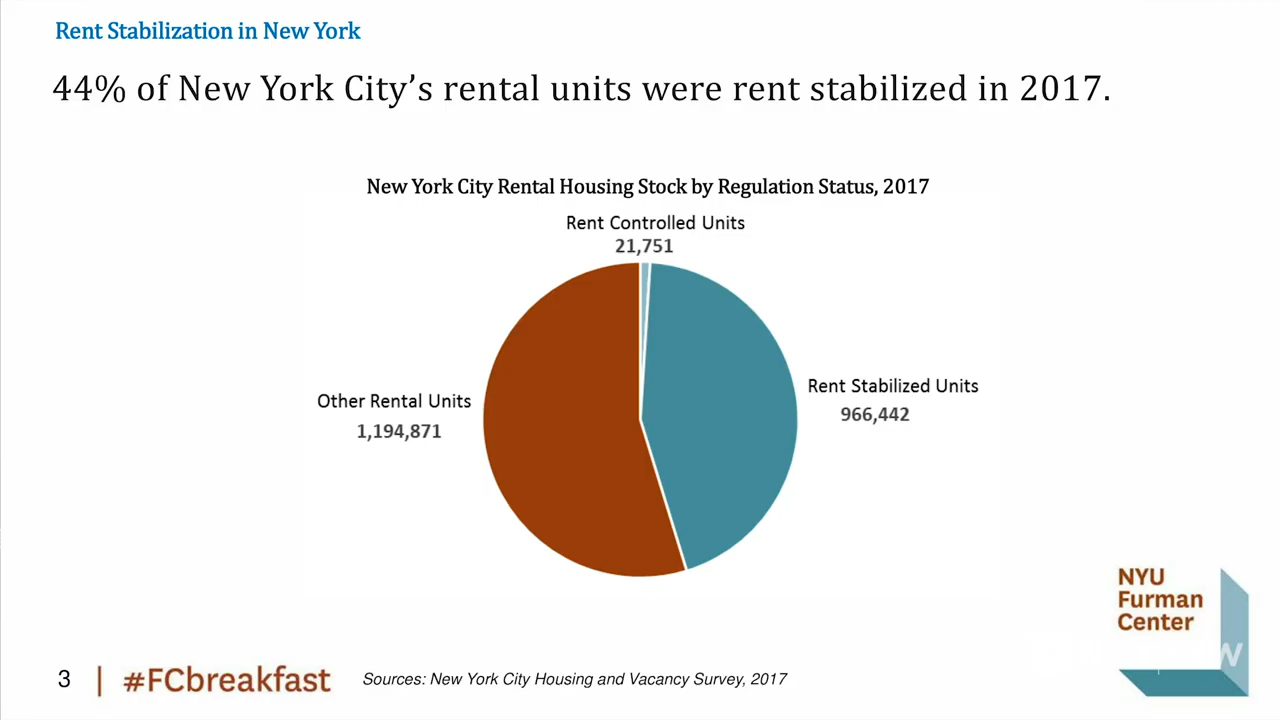 Rent Stabilization in New York
44% of New York City's rental units were rent stabilized in 2017.
New York City Rental Housing Stock by Regulation Status, 2017
Rent Controlled Units
21,751
Other Rental Units
1,194,871
Rent Stabilized Units
966,442
NYU
Furman
Center
3 | #FCbreakfast
Sources: New York City Housing and Vacancy Survey, 2017